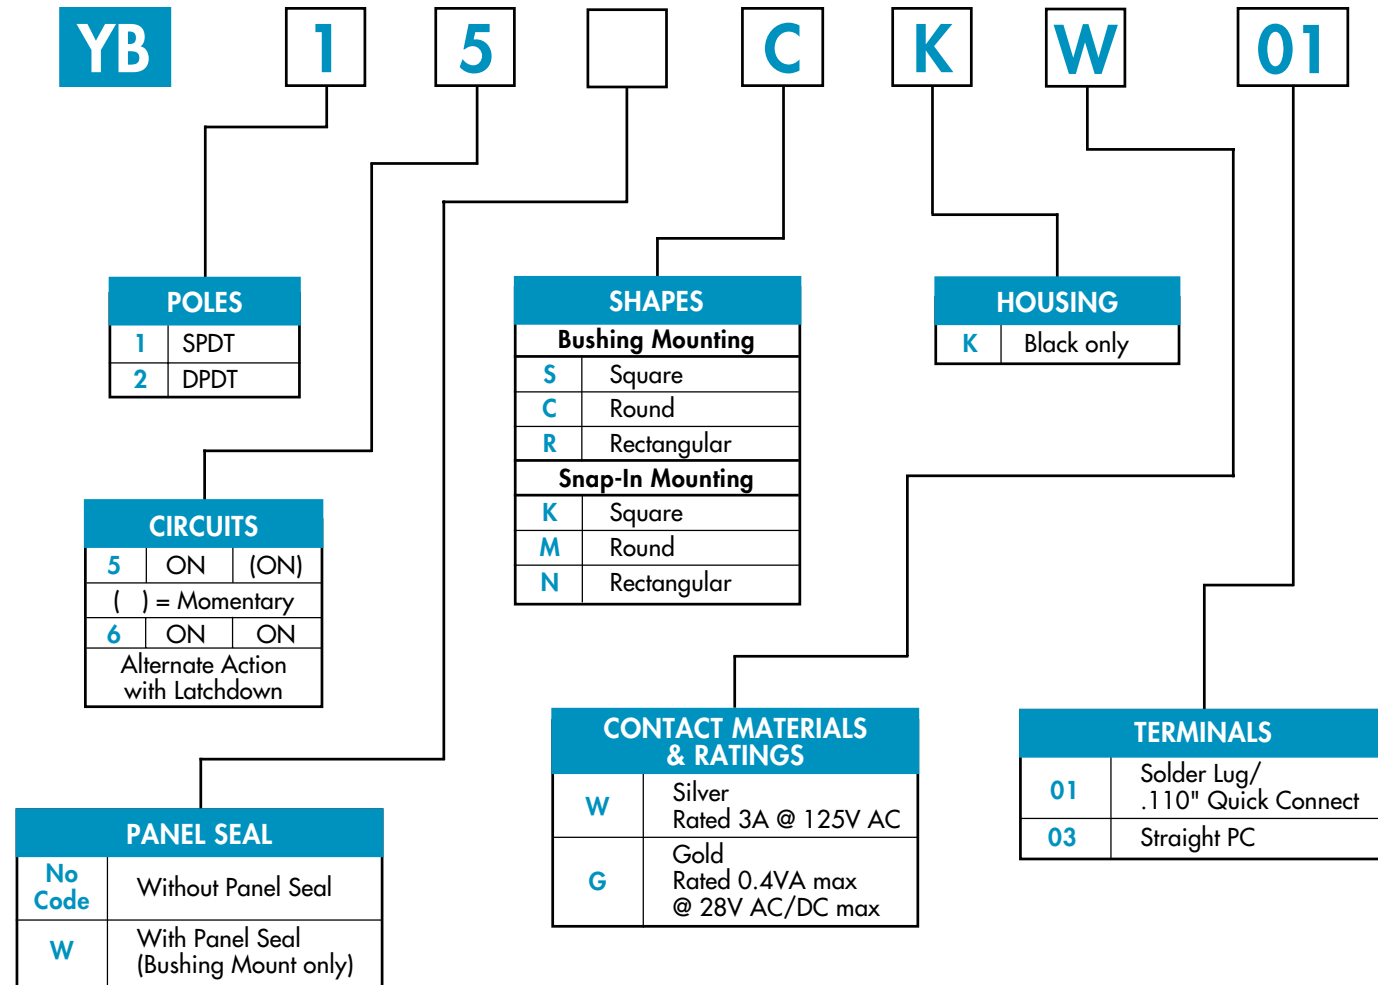 YB 1 5 C K W 01
POLES
1 SPDT
2 DPDT
SHAPES
Bushing Mounting
S Square
C Round
R Rectangular
Snap-In Mounting
K Square
M Round
N Rectangular
HOUSING
K Black only
CIRCUITS
5 ON (ON)
( ) = Momentary
6 ON ON
Alternate Action
with Latchdown
CONTACT MATERIALS
& RATINGS
W Silver
Rated 3A @ 125V AC
G Gold
Rated 0.4VA max
@ 28V AC/DC max
TERMINALS
01 Solder Lug/
.110" Quick Connect
03 Straight PC
PANEL SEAL
No
Code Without Panel Seal
W With Panel Seal
(Bushing Mount only)